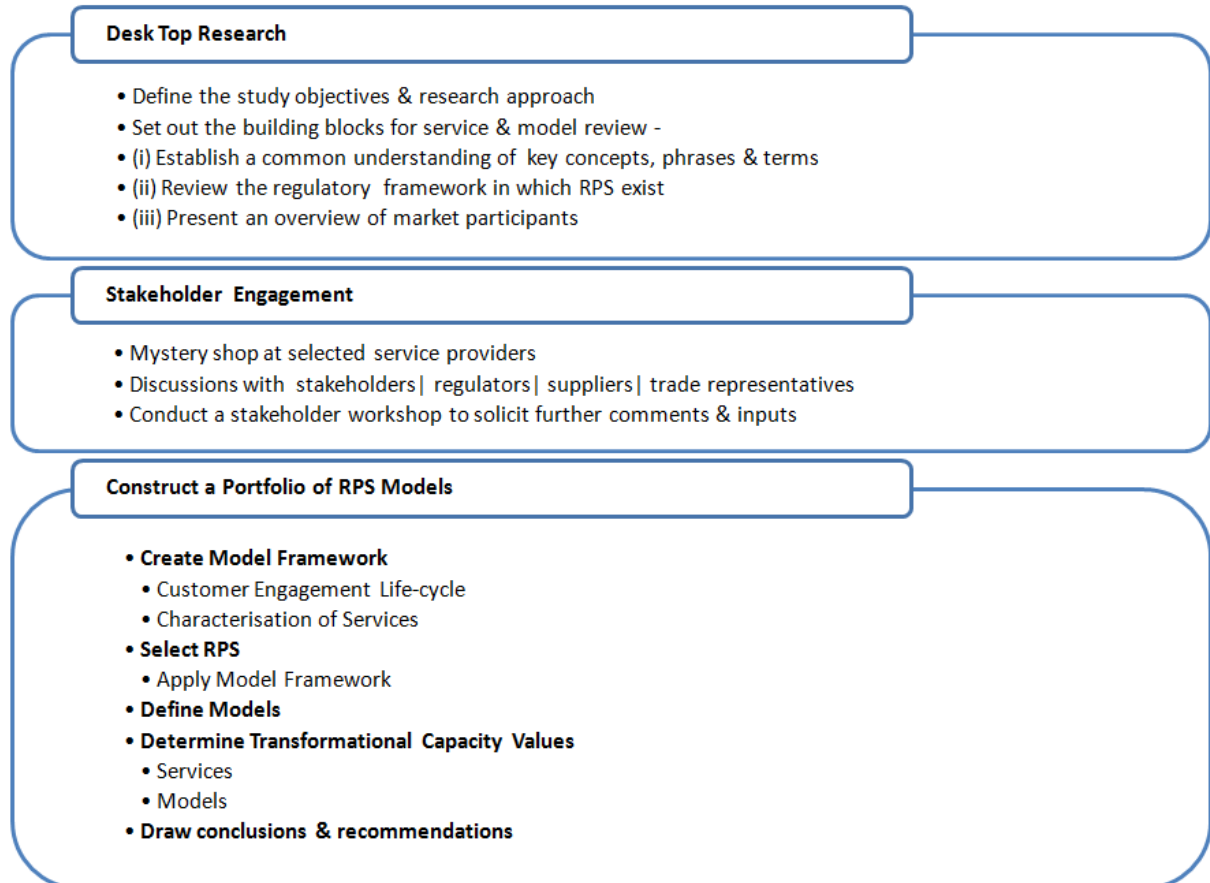 Desk Top Research
• Define the study objectives & research approach
• Set out the building blocks for service & model review -
• (i) Establish a common understanding of key concepts, phrases & terms
• (ii) Review the regulatory framework in which RPS exist
• (iii) Present an overview of market participants
Stakeholder Engagement
• Mystery shop at selected service providers
• Discussions with stakeholders| regulators| suppliers| trade representatives
• Conduct a stakeholder workshop to solicit further comments & inputs
Construct a Portfolio of RPS Models
• Create Model Framework
• Customer Engagement Life-cycle
• Characterisation of Services
• Select RPS
• Apply Model Framework
• Define Models
• Determine Transformational Capacity Values
• Services
• Models
• Draw conclusions & recommendations